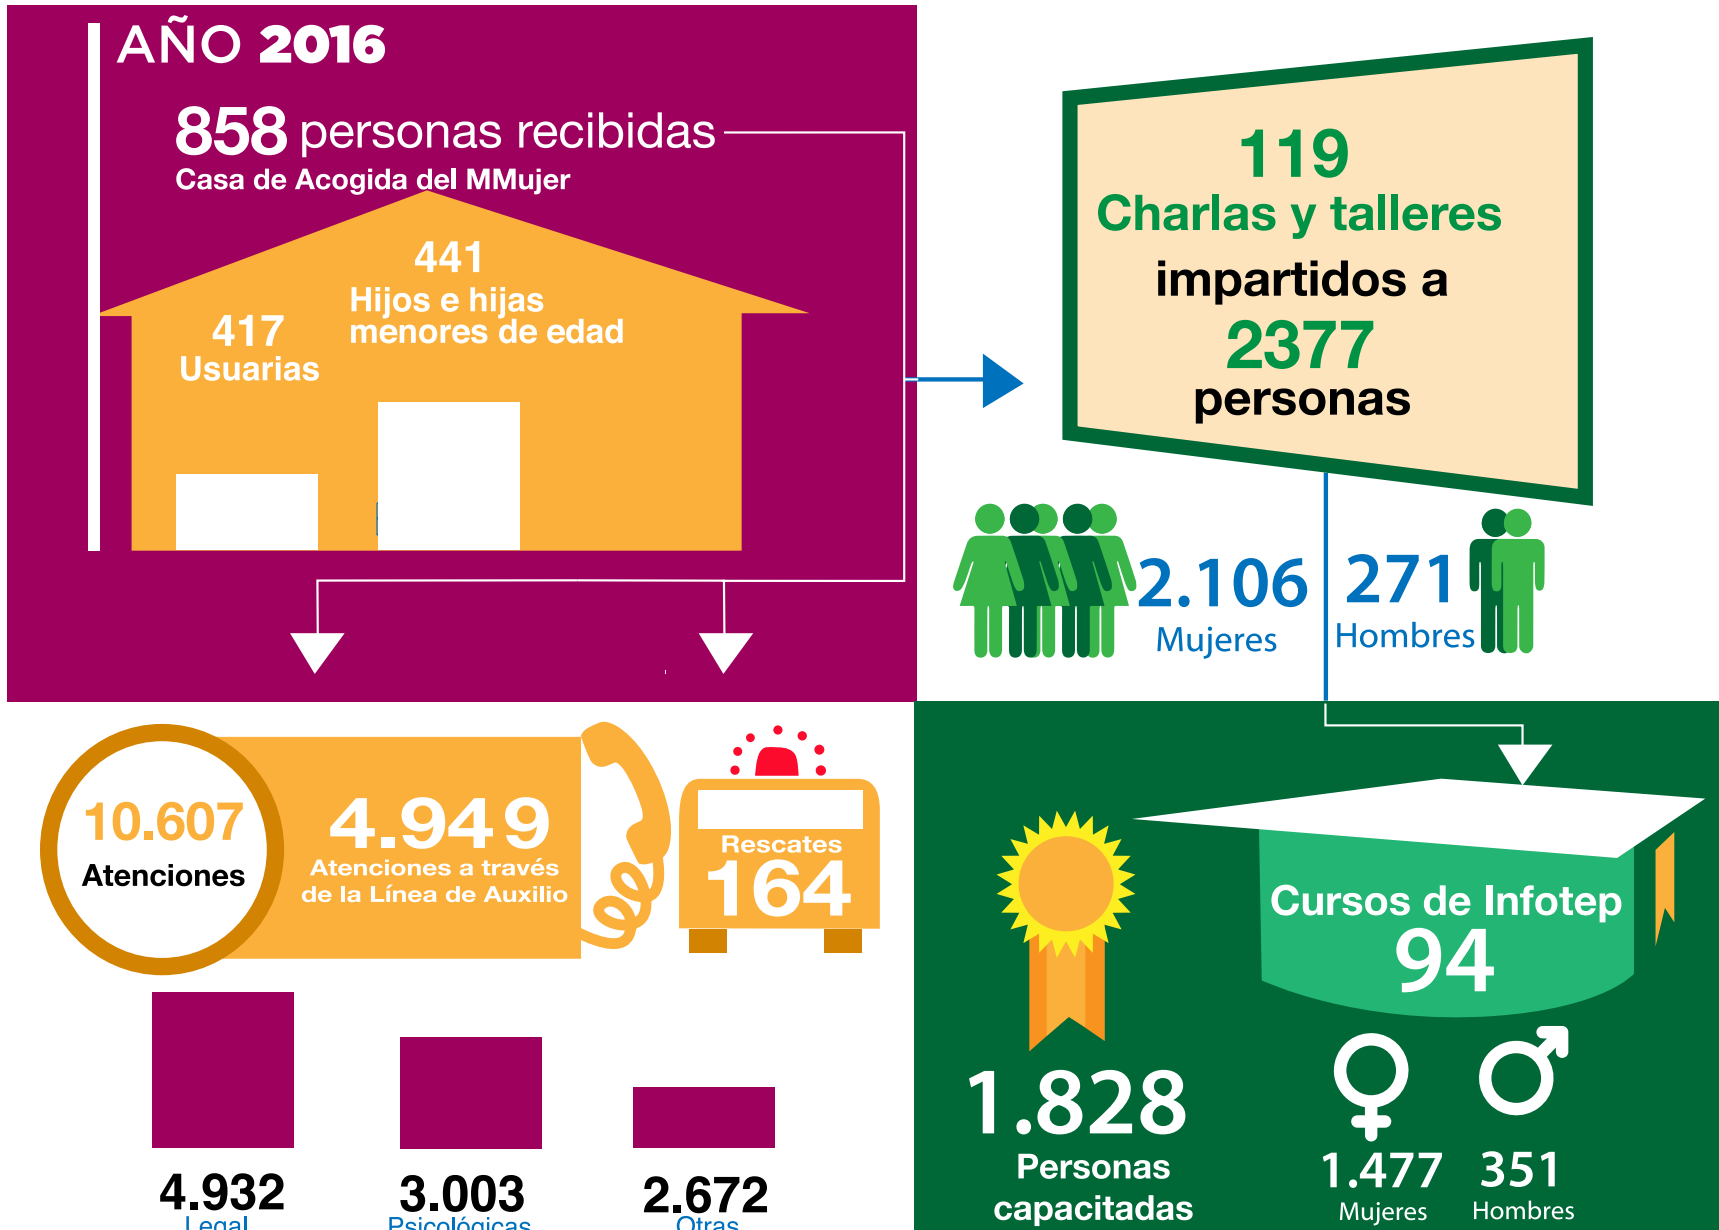 AÑO 2016
858 personas recibidas
Casa de Acogida del MMujer
441
Hijos e hijas
menores de edad
417
Usuarias
119
Charlas y talleres
impartidos a
2377
personas
2.106
Mujeres
271
Hombres
10.607
Atenciones
4.949
Atenciones a través
de la Línea de Auxilio
Rescates
164
4.932
Legal
3.003
Psicológicas
2.672
Otras
Cursos de Infotep
94
1.828
Personas
capacitadas
1.477
Mujeres
351
Hombres